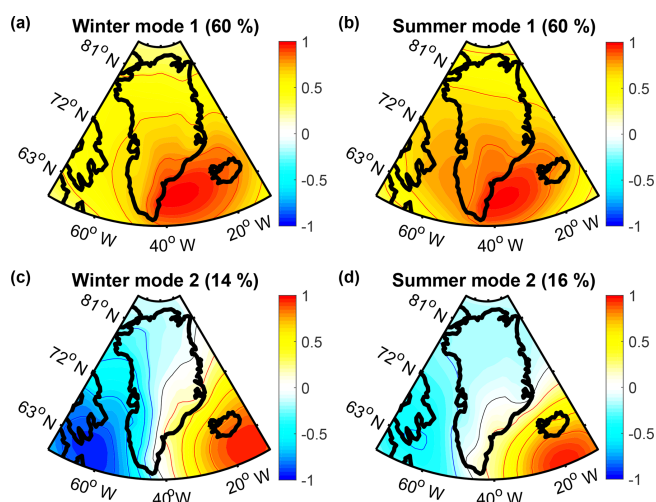 (a) Winter mode 1 (60 %)
81°N
72°N
63°N
60° W
40° W
20° W
1
0.5
0
-0.5
-1
(b) Summer mode 1 (60 %)
81°N
72°N
63°N
60° W
40° W
20° W
1
0.5
0
-0.5
-1
(c) Winter mode 2 (14 %)
81°N
72°N
63°N
60° W
40° W
20° W
1
0.5
0
-0.5
-1
(d) Summer mode 2 (16 %)
81°N
72°N
63°N
60° W
40° W
20° W
1
0.5
0
-0.5
-1